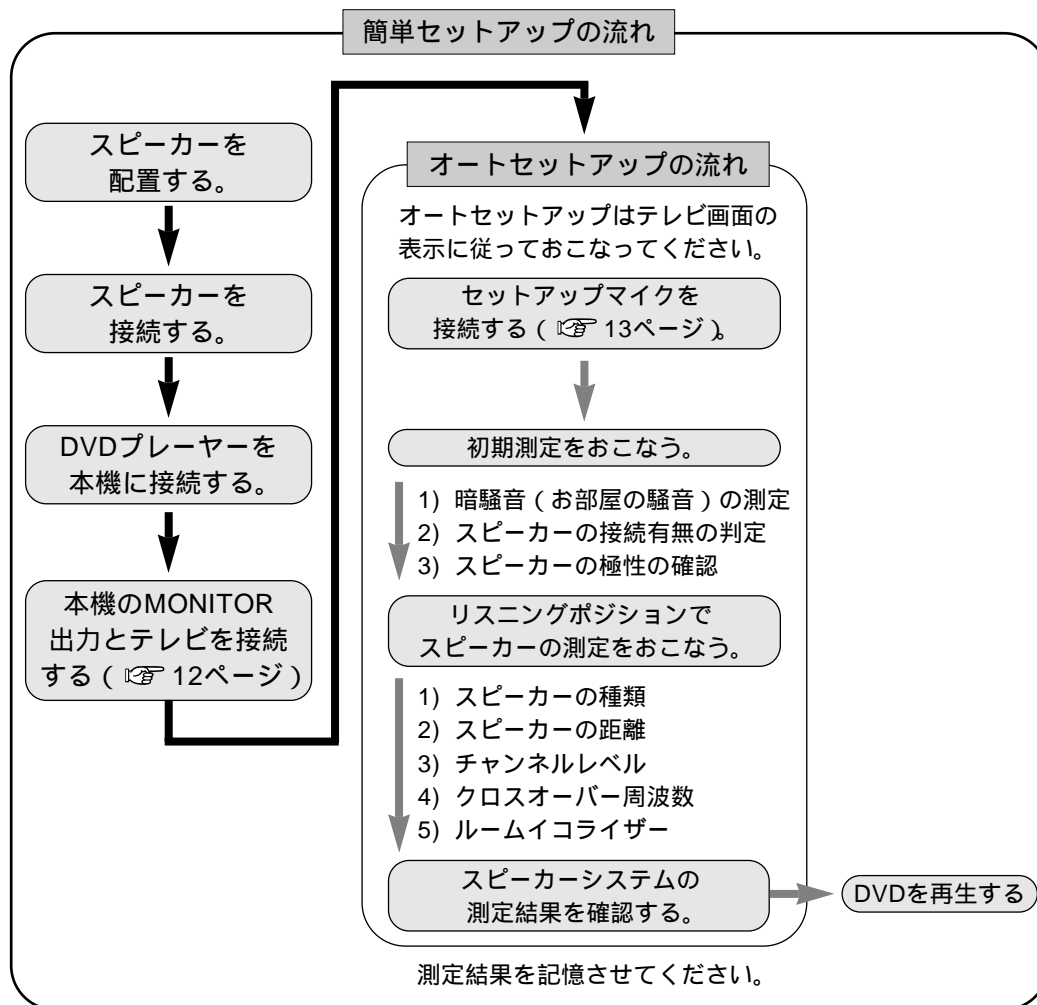 簡単セットアップの流れ
スピーカーを
配置する。
スピーカーを
接続する。
DVDプレーヤーを
本機に接続する。
本機のMONITOR
出力とテレビを接続
する（☞ 12ページ）
オートセットアップの流れ
オートセットアップはテレビ画面の
表示に従っておこなってください。
セットアップマイクを
接続する（☞ 13ページ）。
初期測定をおこなう。
1) 暗騒音（お部屋の騒音）の測定
2) スピーカーの接続有無の判定
3) スピーカーの極性の確認
リスニングポジションで
スピーカーの測定をおこなう。
1) スピーカーの種類
2) スピーカーの距離
3) チャンネルレベル
4) クロスオーバー周波数
5) ルームイコライザー
スピーカーシステムの
測定結果を確認する。
DVDを再生する
測定結果を記憶させてください。